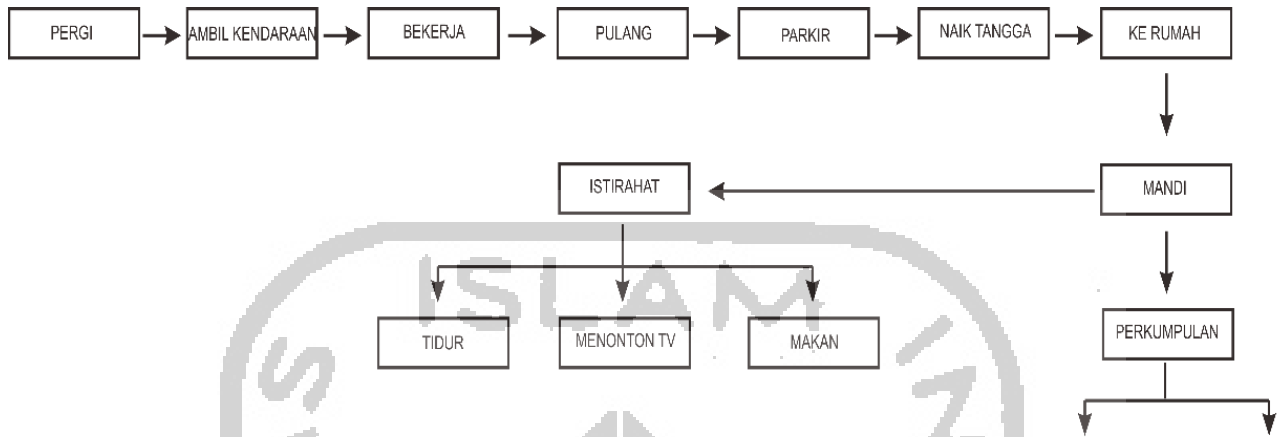 PERGI
AMBIL KENDARAAN
BEKERJA
PULANG
PARKIR
NAIK TANGGA
KE RUMAH
ISTIRAHAT
MANDI
TIDUR
MENONTON TV
MAKAN
PERKUMPULAN
ISLAM